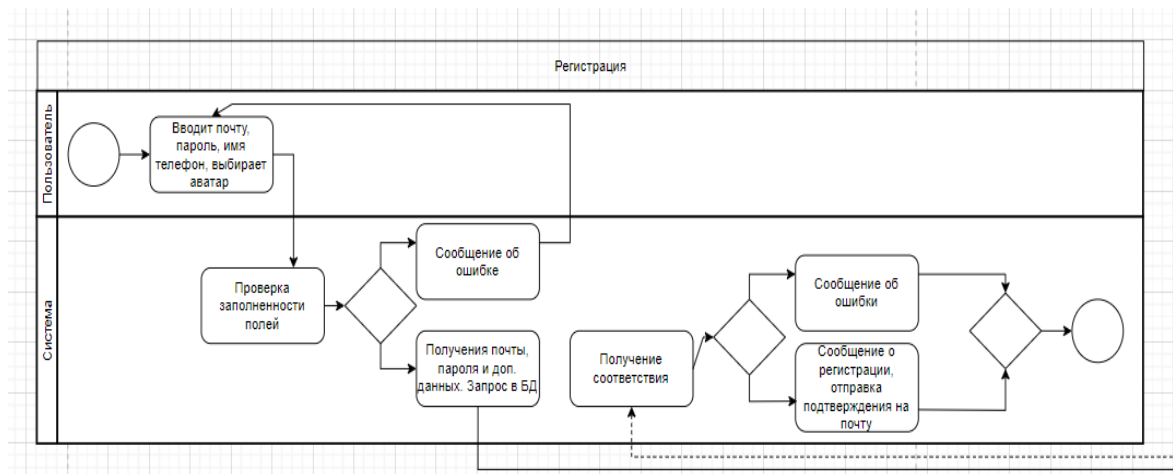 Регистрация
Пользователь
Вводит почту,
пароль, имя
телефон, выбирает
аватар
Система
Проверка
заполненности
полей
Сообщение об
ошибке
Получения почты,
пароля и доп.
данных. Запрос в БД
Получение
соответствия
Сообщение об
ошибки
Сообщение о
регистрации,
отправка
подтверждения на
почту